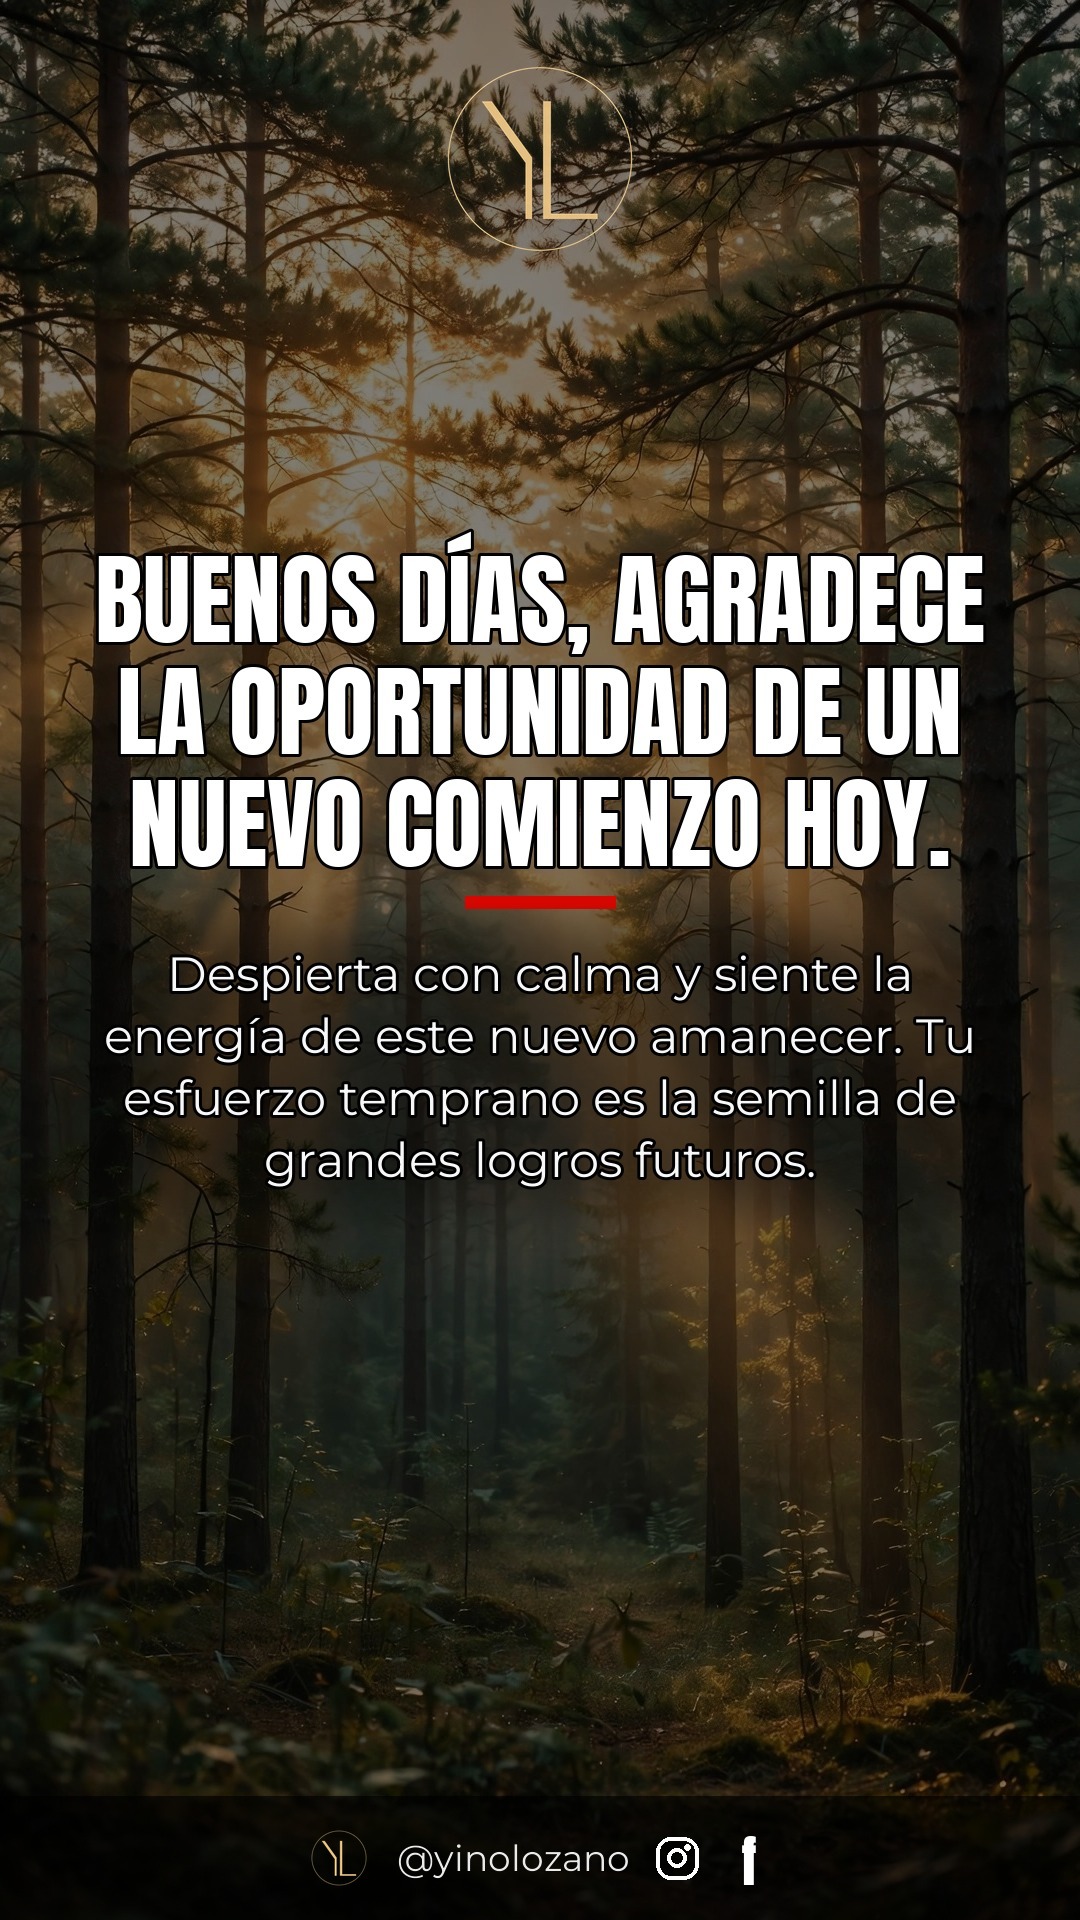 YL
BUENOS DÍAS, AGRADECE
LA OPORTUNIDAD DE UN
NUEVO COMIENZO HOY.
Despierta con calma y siente la
energía de este nuevo amanecer. Tu
esfuerzo temprano es la semilla de
grandes logros futuros.
YL @yinolozano f